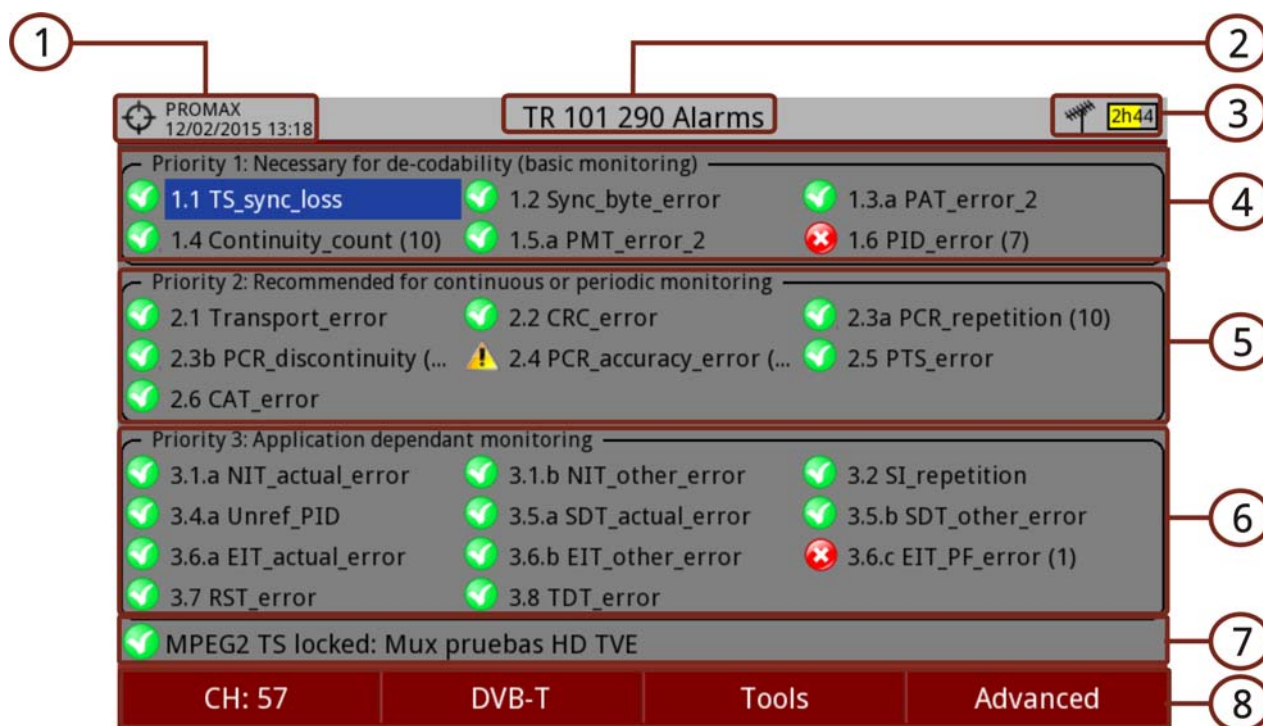 1
2
PROMAX
12/02/2015 13:18
TR 101 290 Alarms
2h44
3
Priority 1: Necessary for de-codability (basic monitoring)
1.1 TS_sync_loss
1.2 Sync_byte_error
1.3.a PAT_error_2
4
1.4 Continuity_count (10)
1.5.a PMT_error_2
1.6 PID_error (7)
Priority 2: Recommended for continuous or periodic monitoring
2.1 Transport_error
2.2 CRC_error
2.3a PCR_repetition (10)
2.3b PCR_discontinuity (...
2.4 PCR_accuracy_error (...
2.5 PTS_error
5
2.6 CAT_error
Priority 3: Application dependant monitoring
3.1.a NIT_actual_error
3.1.b NIT_other_error
3.2 SI_repetition
3.4.a Unref_PID
3.5.a SDT_actual_error
3.5.b SDT_other_error
6
3.6.a EIT_actual_error
3.6.b EIT_other_error
3.6.c EIT_PF_error (1)
3.7 RST_error
3.8 TDT_error
MPEG2 TS locked: Mux pruebas HD TVE
7
CH: 57
DVB-T
Tools
Advanced
8